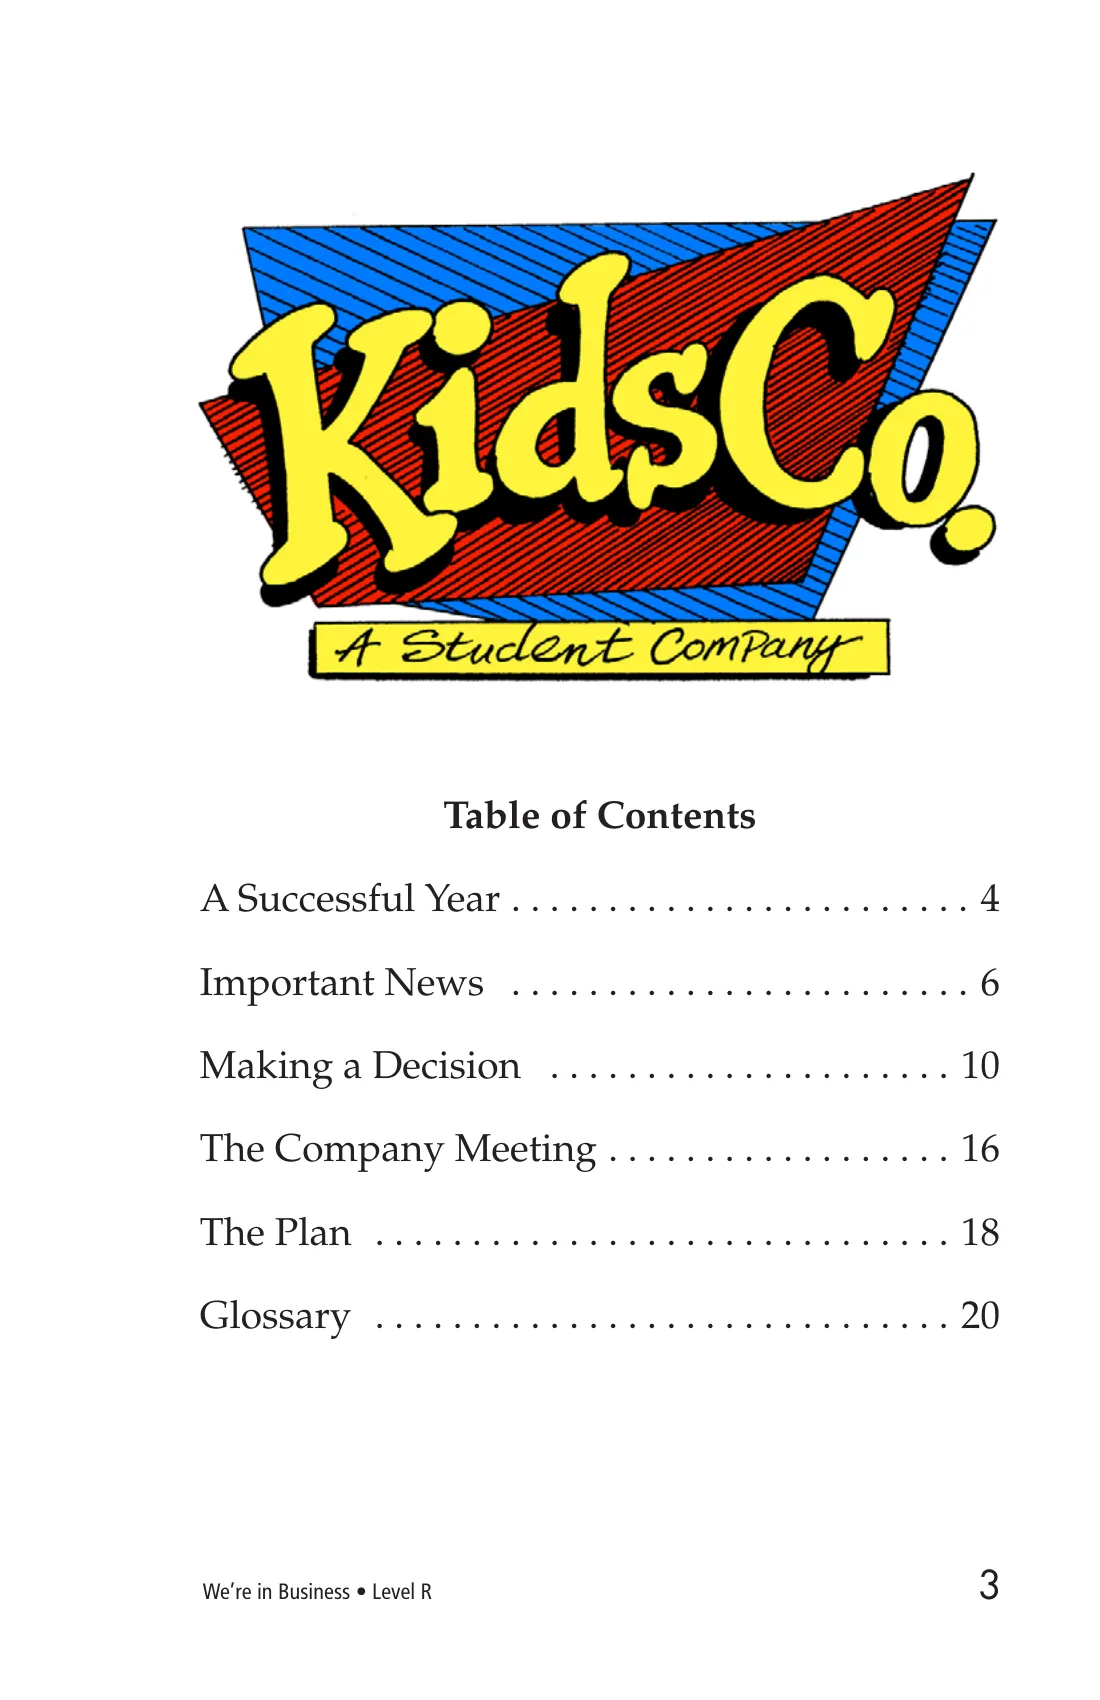 KidsCo.
A Student Company
Table of Contents
A Successful Year . . . . . . . . . . . . . . . . . . . . . . . . 4
Important News . . . . . . . . . . . . . . . . . . . . . . . . 6
Making a Decision . . . . . . . . . . . . . . . . . . . . . 10
The Company Meeting . . . . . . . . . . . . . . . . . . 16
The Plan . . . . . . . . . . . . . . . . . . . . . . . . . . . . . . 18
Glossary . . . . . . . . . . . . . . . . . . . . . . . . . . . . . . 20
We’re in Business • Level R 3